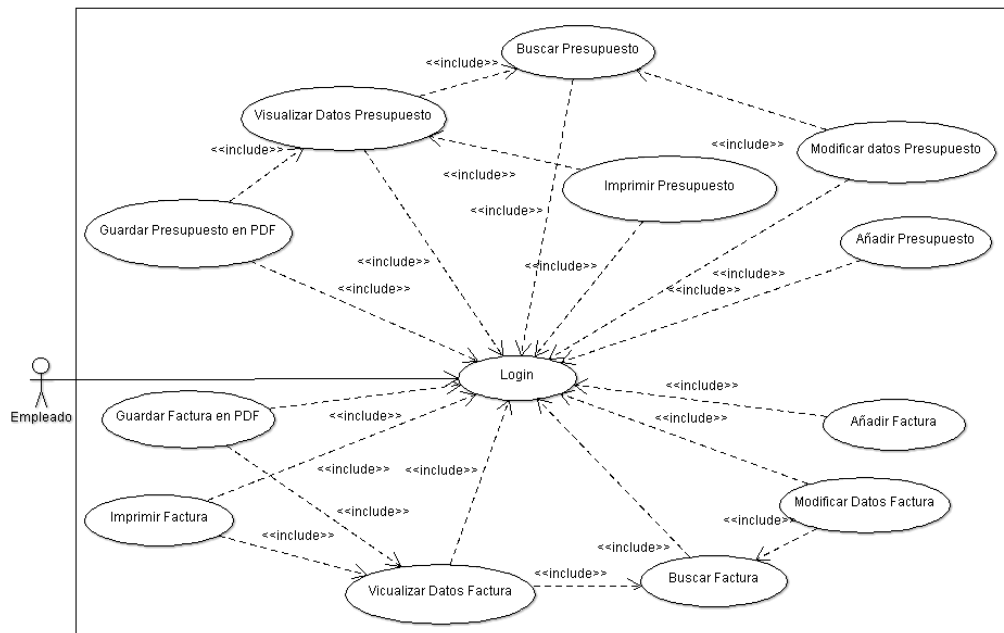 Buscar Presupuesto
<<include>>
Visualizar Datos Presupuesto
<<include>>
<<include>>
Modificar datos Presupuesto
<<include>>
Imprimir Presupuesto
<<include>>
Guardar Presupuesto en PDF
Añadir Presupuesto
<<include>>
<<include>>
<<include>>
<<include>>
<<include>>
Login
Empleado
Guardar Factura en PDF
<<include>>
<<include>>
Añadir Factura
<<include>>
<<include>>
<<include>>
Imprimir Factura
<<include>>
Modificar Datos Factura
<<include>>
<<include>>
<<include>>
<<include>>
Vicualizar Datos Factura
Buscar Factura